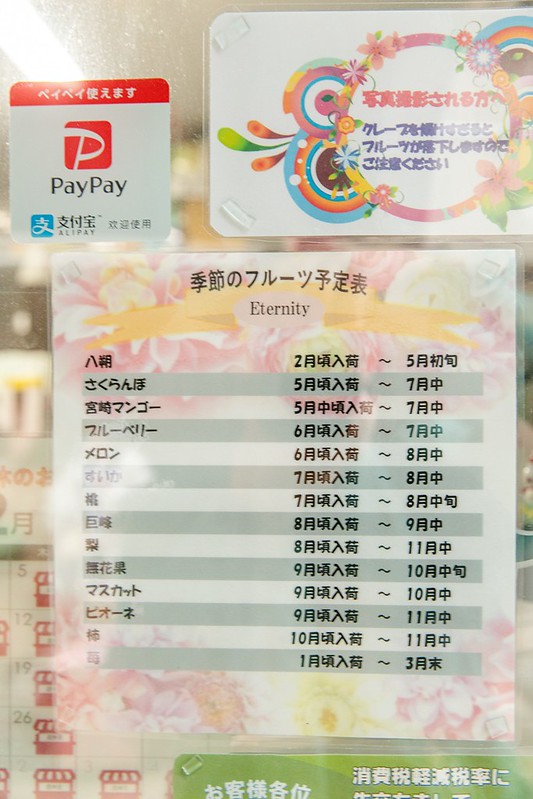 ペイペイ使えます
PayPay
支付宝™
ALIPAY
欢迎使用
写真撮影される方へ
クレープを傾けすぎると
フルーツが落下しますので
ご注意ください
季節のフルーツ予定表
Eternity
八朔 2月頃入荷 ～ 5月初旬
さくらんぼ 5月頃入荷 ～ 7月中
宮崎マンゴー 5月中頃入荷 ～ 7月中
ブルーベリー 6月頃入荷 ～ 7月中
メロン 6月頃入荷 ～ 8月中
すいか 7月頃入荷 ～ 8月中
桃 7月頃入荷 ～ 8月中旬
巨峰 8月頃入荷 ～ 9月中
梨 8月頃入荷 ～ 11月中
無花果 9月頃入荷 ～ 10月中旬
マスカット 9月頃入荷 ～ 10月中
ピオーネ 9月頃入荷 ～ 11月中
柿 10月頃入荷 ～ 11月中
苺 1月頃入荷 ～ 3月末
休のお
月
5
12
19
26
お客様各位
消費税軽減税率に